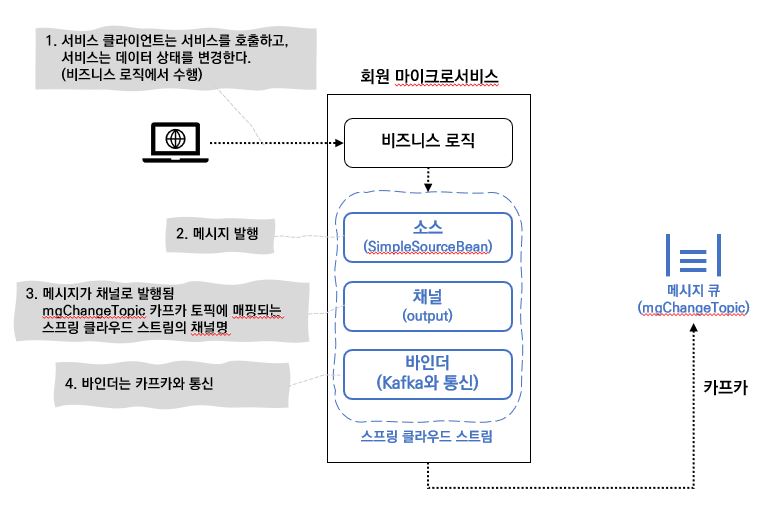 1. 서비스 클라이언트는 서비스를 호출하고,
서비스는 데이터 상태를 변경한다.
(비즈니스 로직에서 수행)
회원 마이크로서비스
비즈니스 로직
2. 메시지 발행
소스
(SimpleSourceBean)
3. 메시지가 채널로 발행됨
mgChangeTopic 카프카 토픽에 매핑되는
스프링 클라우드 스트림의 채널명
채널
(output)
4. 바인더는 카프카와 통신
바인더
(Kafka와 통신)
스프링 클라우드 스트림
메시지 큐
(mgChangeTopic)
카프카